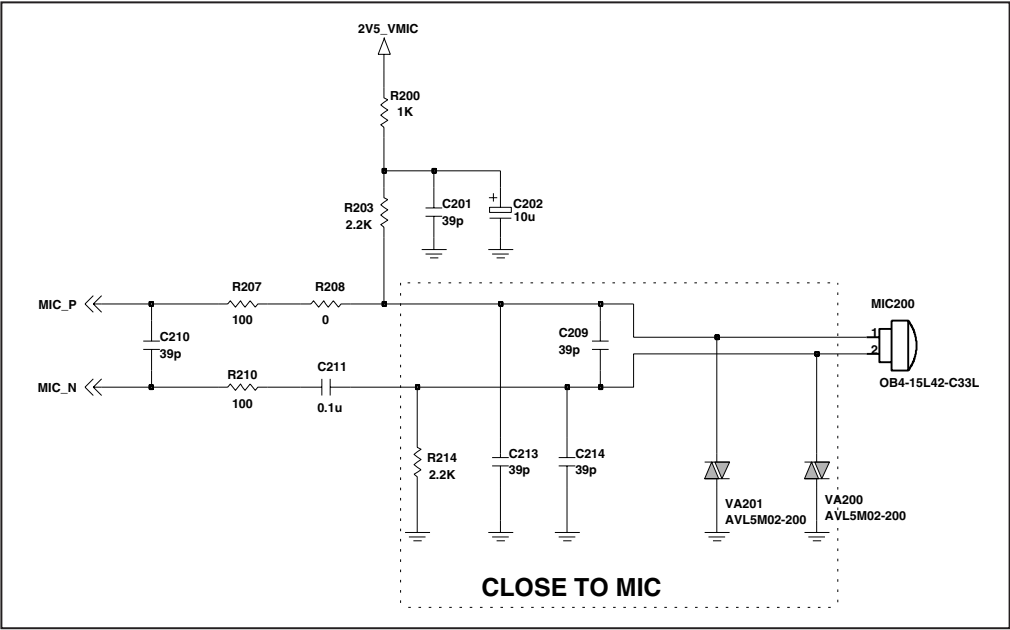 2V5_VMIC
R200
1K
R203
2.2K
C201
39p
+
C202
10u
MIC_P
R207
100
R208
0
C210
39p
MIC_N
R210
100
C211
0.1u
C209
39p
MIC200
1
2
OB4-15L42-C33L
R214
2.2K
C213
39p
C214
39p
VA201
AVL5M02-200
VA200
AVL5M02-200
CLOSE TO MIC